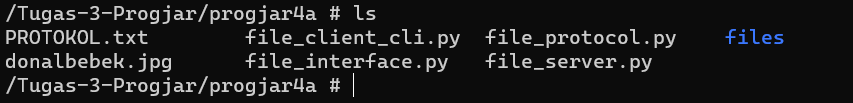 /Tugas-3-Progjar/progjar4a # ls
PROTOKOL.txt       file_client_cli.py  file_protocol.py   files
donalbebek.jpg     file_interface.py   file_server.py
/Tugas-3-Progjar/progjar4a #